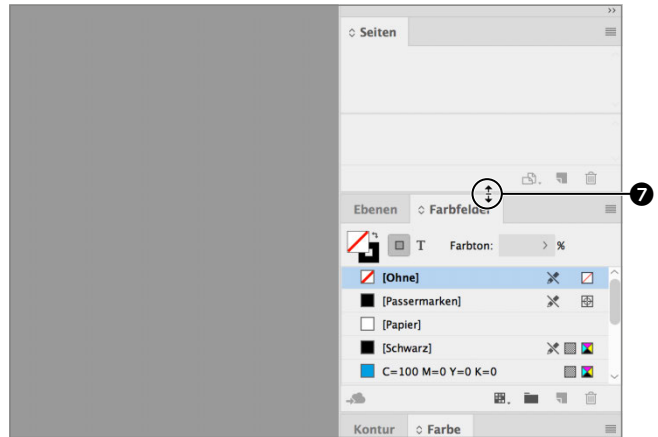 Seiten
7
Ebenen Farbfelder
T Farbton: %
[Ohne]
[Passermarken]
[Papier]
[Schwarz]
C=100 M=0 Y=0 K=0
Kontur Farbe